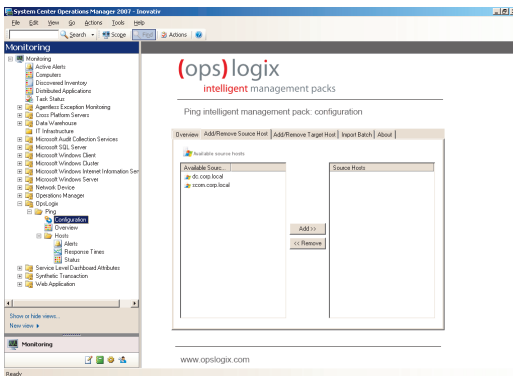 System Center Operations Manager 2007 - Inovativ
File Edit View Go Actions Tools Help
Search Scope Find Actions
Monitoring
Monitoring
Active Alerts
Computers
Discovered Inventory
Distributed Applications
Task Status
Agentless Exception Monitoring
Cross Platform Servers
Data Warehouse
IT Infrastructure
Microsoft Audit Collection Services
Microsoft SQL Server
Microsoft Windows Client
Microsoft Windows Cluster
Microsoft Windows Internet Information Ser
Microsoft Windows Server
Network Device
Operations Manager
OpsLogix
Ping
Configuration
Overview
Hosts
Alerts
Response Times
Status
Service Level Dashboard Attributes
Synthetic Transaction
Web Application
Show or hide views...
New view
Monitoring
Ready
(ops)logix
intelligent management packs
Ping intelligent management pack: configuration
Overview Add/Remove Source Host Add/Remove Target Host Import Batch About
Available source hosts
Available Sourc...
dc.corp.local
scom.corp.local
Add >>
<< Remove
Source Hosts
www.opslogix.com